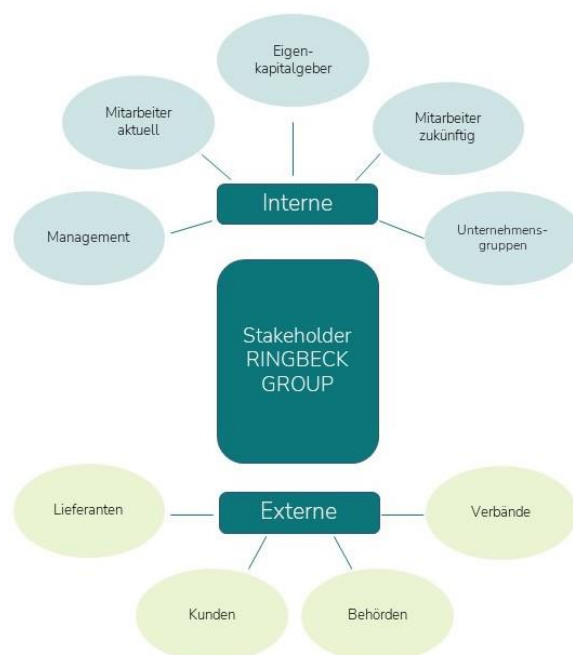 Eigen-
kapitalgeber
Mitarbeiter
aktuell
Mitarbeiter
zukünftig
Interne
Management
Unternehmens-
gruppen
Stakeholder
RINGBECK
GROUP
Lieferanten
Externe
Verbände
Kunden
Behörden